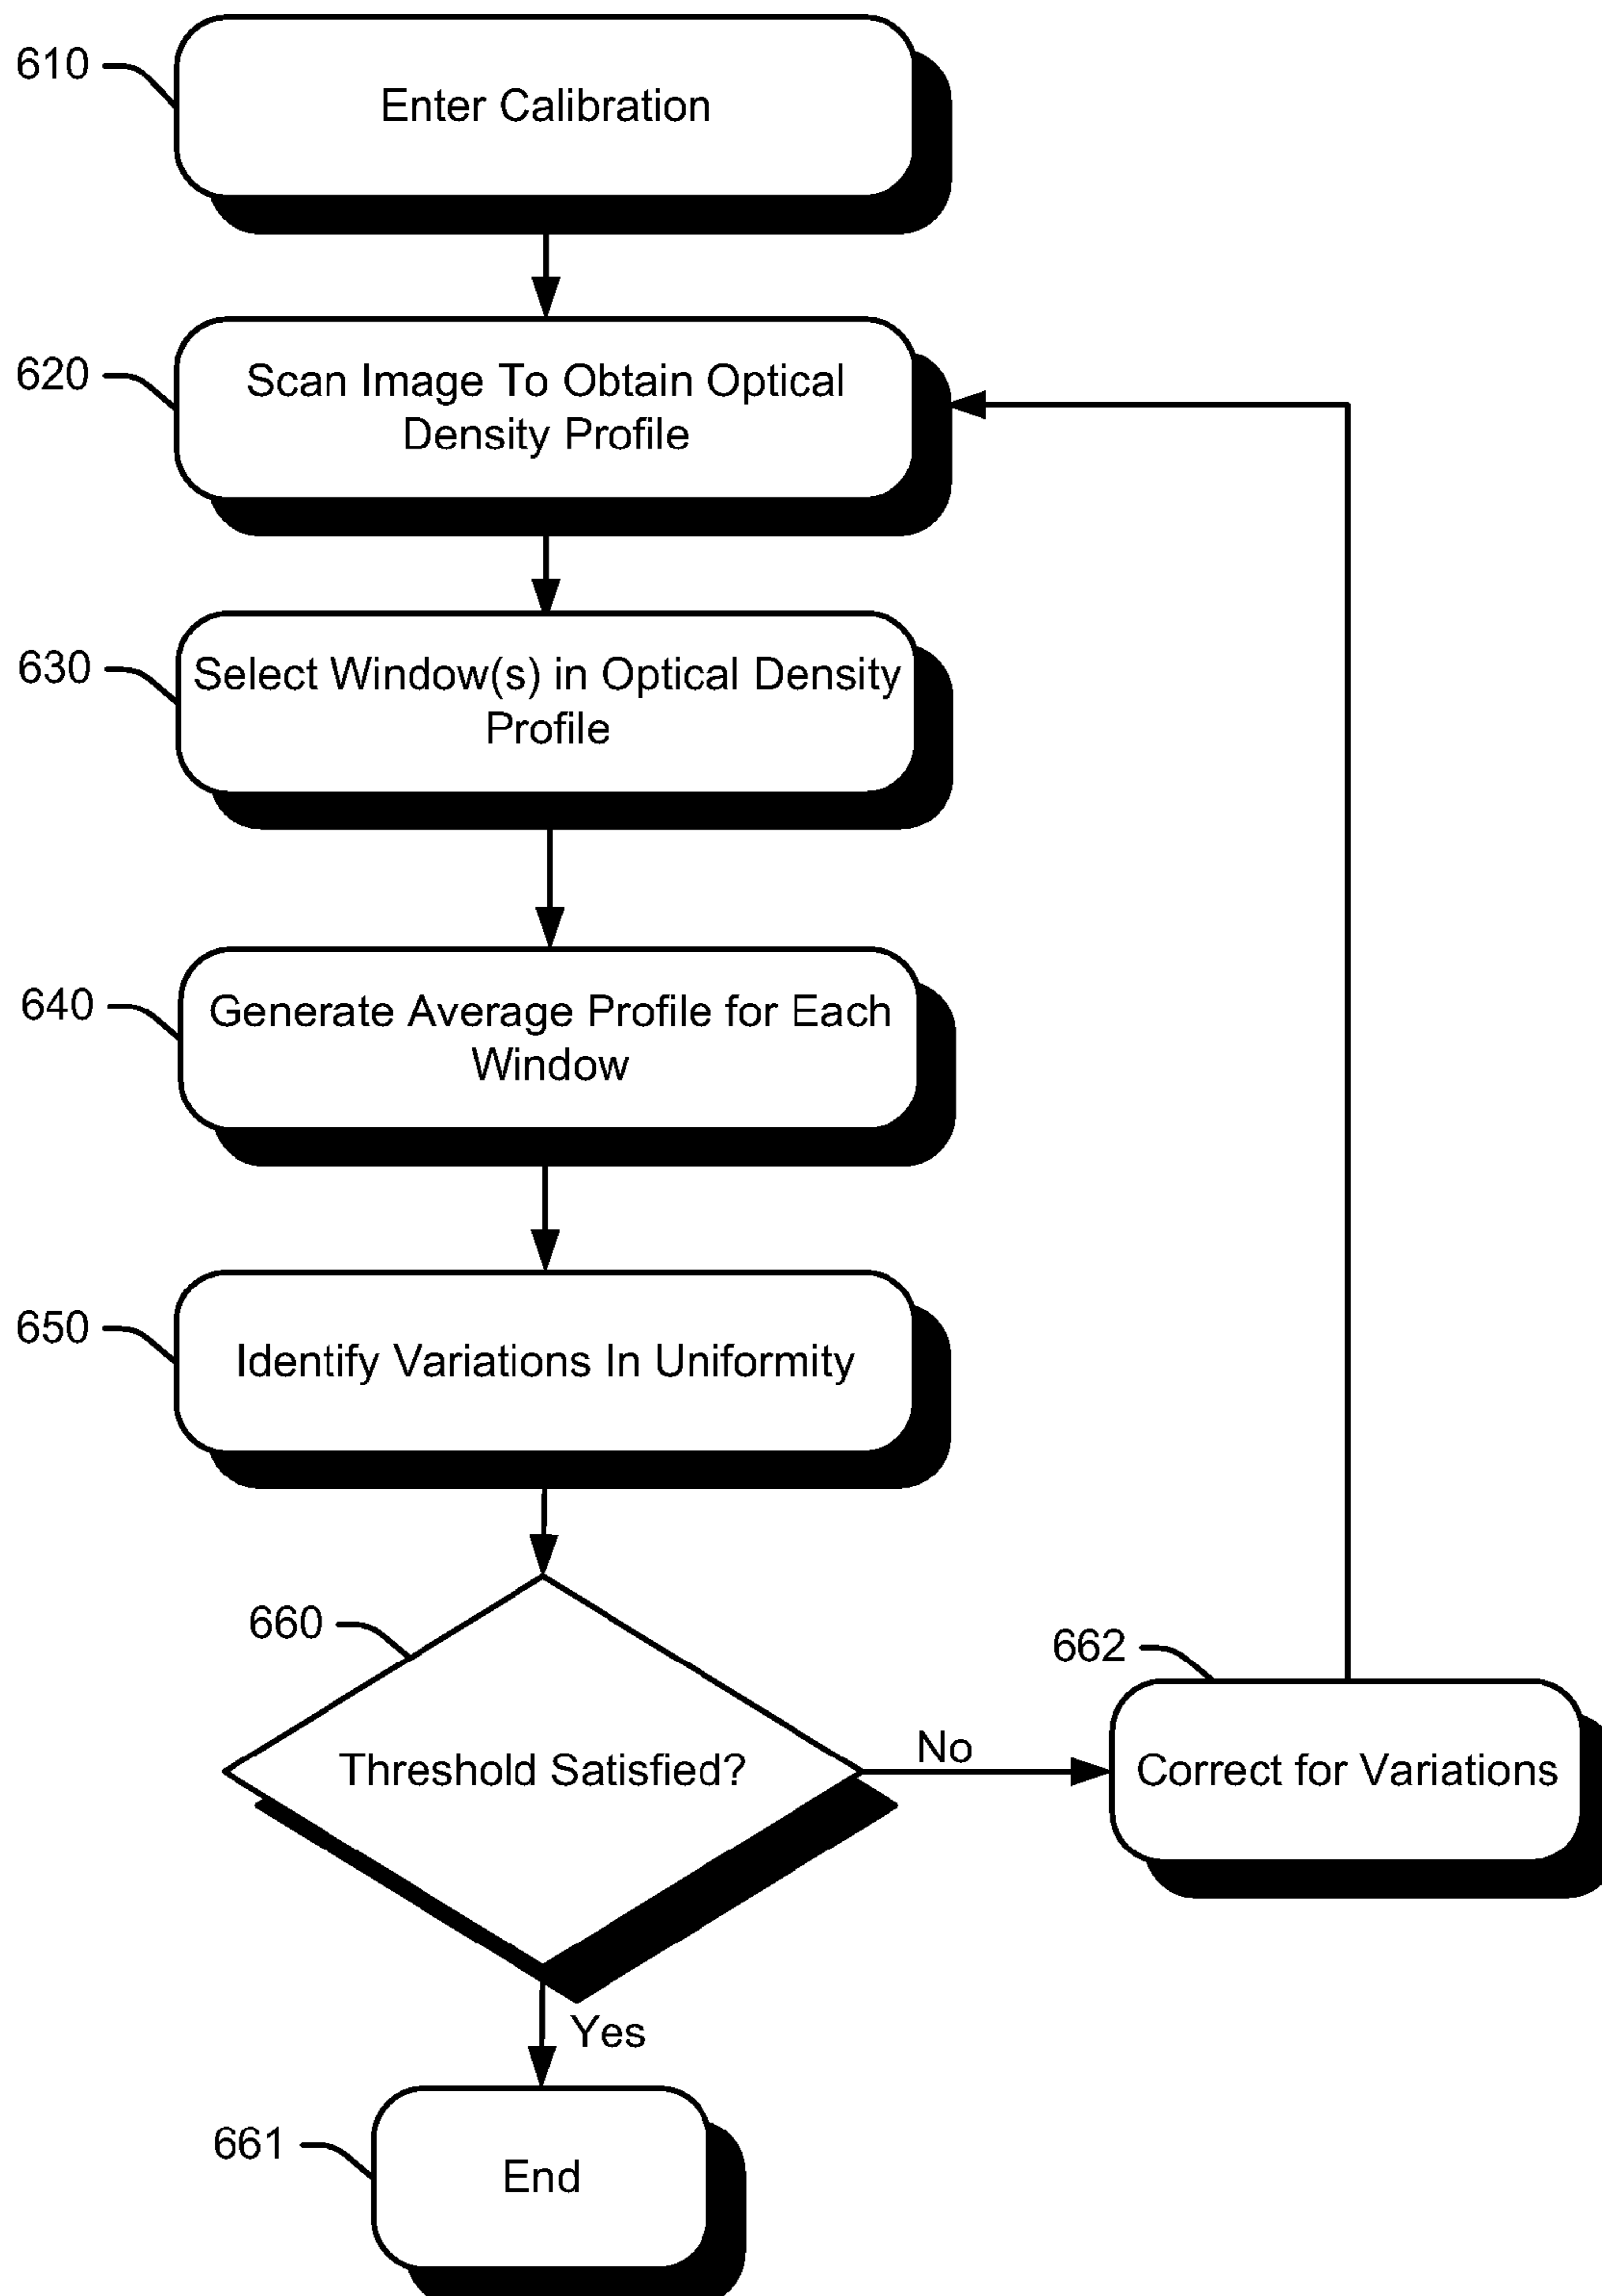 610
Enter Calibration
620
Scan Image To Obtain Optical
Density Profile
630
Select Window(s) in Optical Density
Profile
640
Generate Average Profile for Each
Window
650
Identify Variations In Uniformity
660
Threshold Satisfied?
No
662
Correct for Variations
Yes
661
End